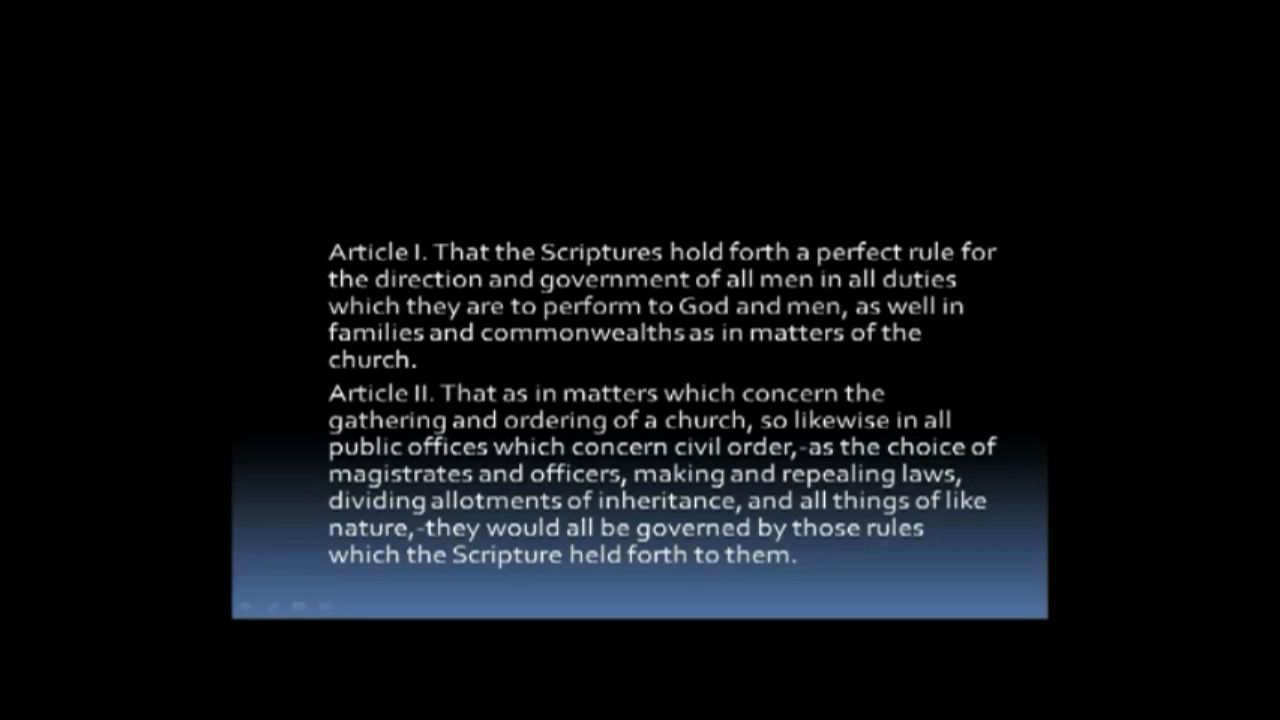 Article I. That the Scriptures hold forth a perfect rule for
the direction and government of all men in all duties
which they are to perform to God and men, as well in
families and commonwealths as in matters of the
church.
Article II. That as in matters which concern the
gathering and ordering of a church, so likewise in all
public offices which concern civil order,-as the choice of
magistrates and officers, making and repealing laws,
dividing allotments of inheritance, and all things of like
nature,-they would all be governed by those rules
which the Scripture held forth to them.